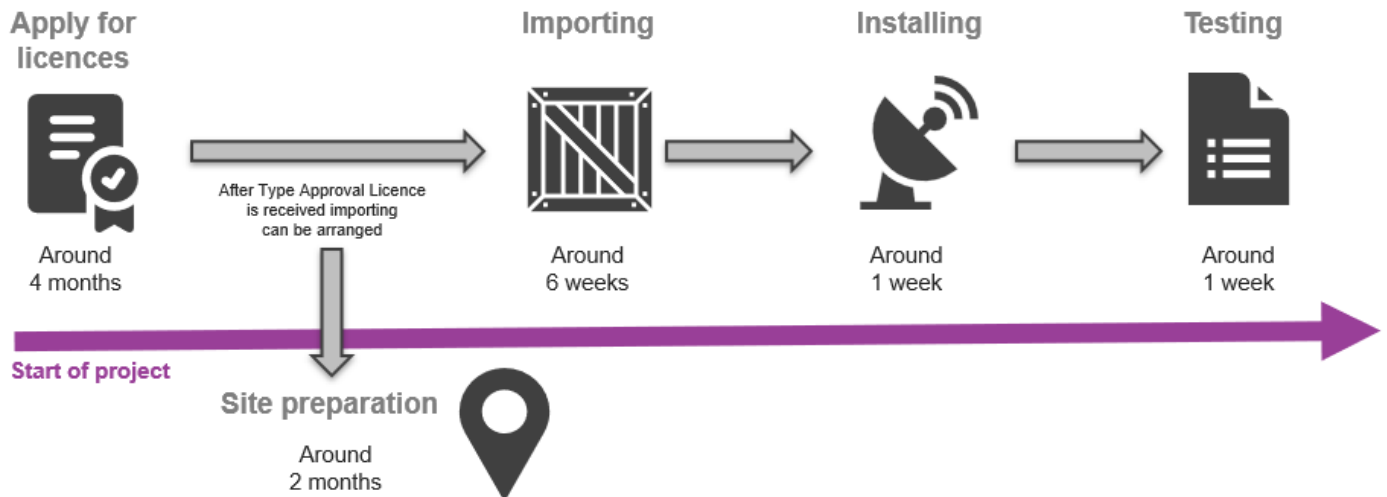 Apply for
licences
Importing
Installing
Testing
After Type Approval Licence
is received importing
can be arranged
Around
4 months
Around
6 weeks
Around
1 week
Around
1 week
Start of project
Site preparation
Around
2 months